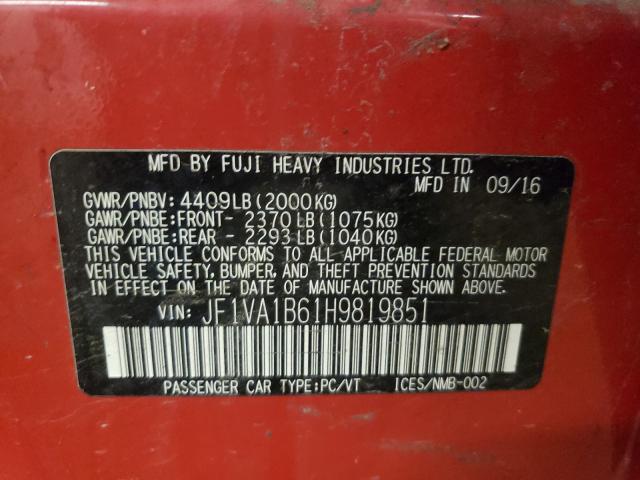 MFD BY FUJI HEAVY INDUSTRIES LTD.
MFD IN 09/16
GVWR/PNBV: 4409LB(2000KG)
GAWR/PNBE:FRONT- 2370LB(1075KG)
GAWR/PNBE:REAR - 2293LB(1040KG)
THIS VEHICLE CONFORMS TO ALL APPLICABLE FEDERAL MOTOR
VEHICLE SAFETY, BUMPER, AND THEFT PREVENTION STANDARDS
IN EFFECT ON THE DATE OF MANUFACTURE SHOWN ABOVE.
VIN: JF1VA1B61H9819851
PASSENGER CAR TYPE:PC/VT ICES/NMB-002